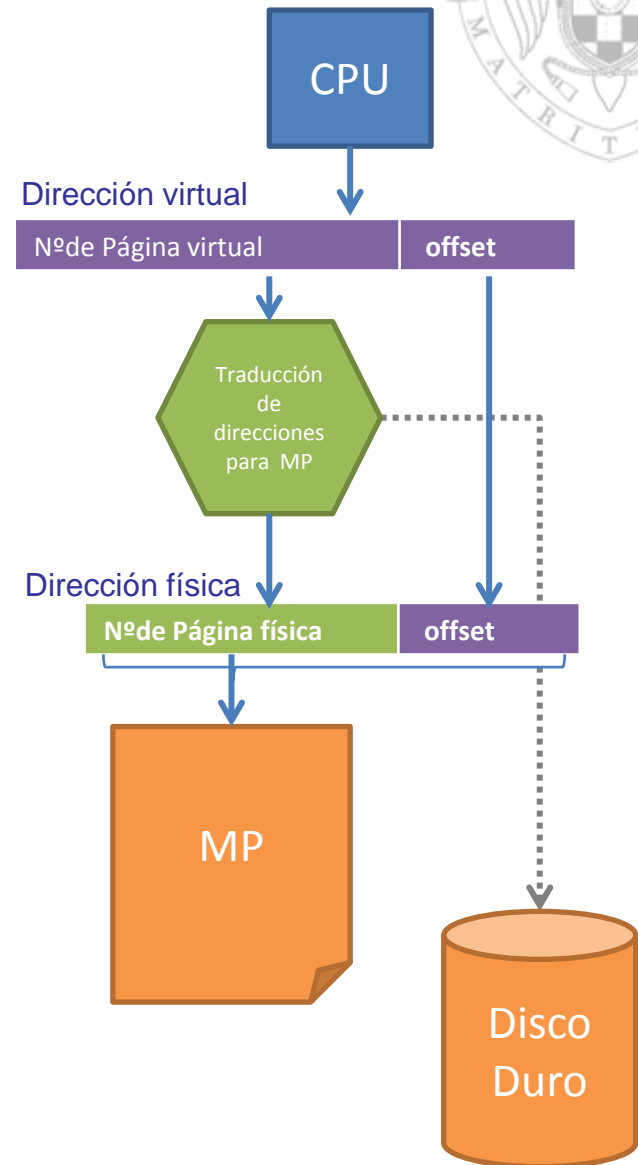 CPU
MATRIT
Dirección virtual
Nºde Página virtual offset
Traducción
de
direcciones
para MP
Dirección física
Nºde Página física offset
MP
Disco
Duro